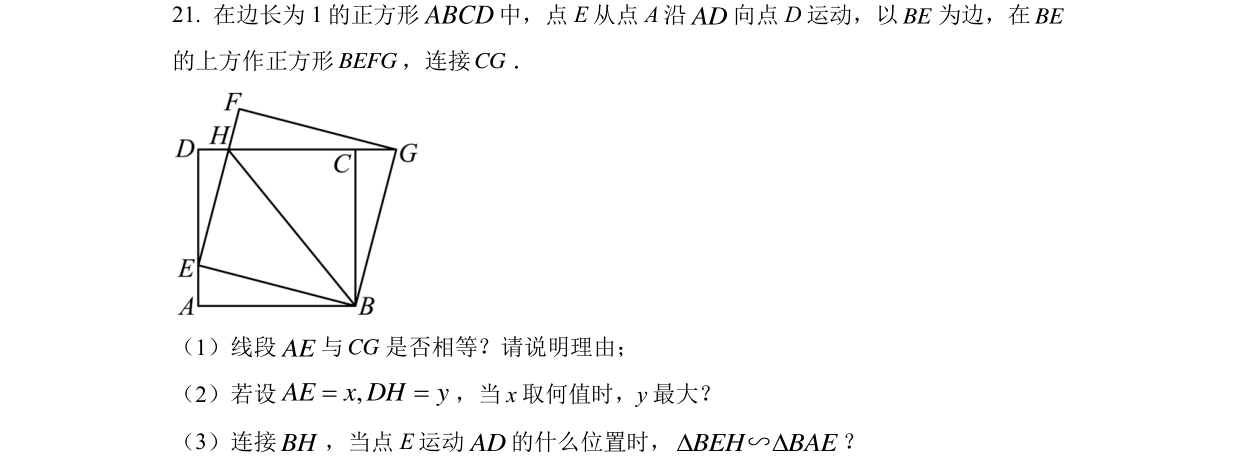 21. 在边长为 1 的正方形 ABCD 中，点 E 从点 A 沿 AD 向点 D 运动，以 BE 为边，在 BE
的上方作正方形 BEFG，连接 CG．
F
D H C G
E
A B
（1）线段 AE 与 CG 是否相等？请说明理由；
（2）若设 AE = x, DH = y，当 x 取何值时，y 最大？
（3）连接 BH，当点 E 运动 AD 的什么位置时，ΔBEH∽ΔBAE？